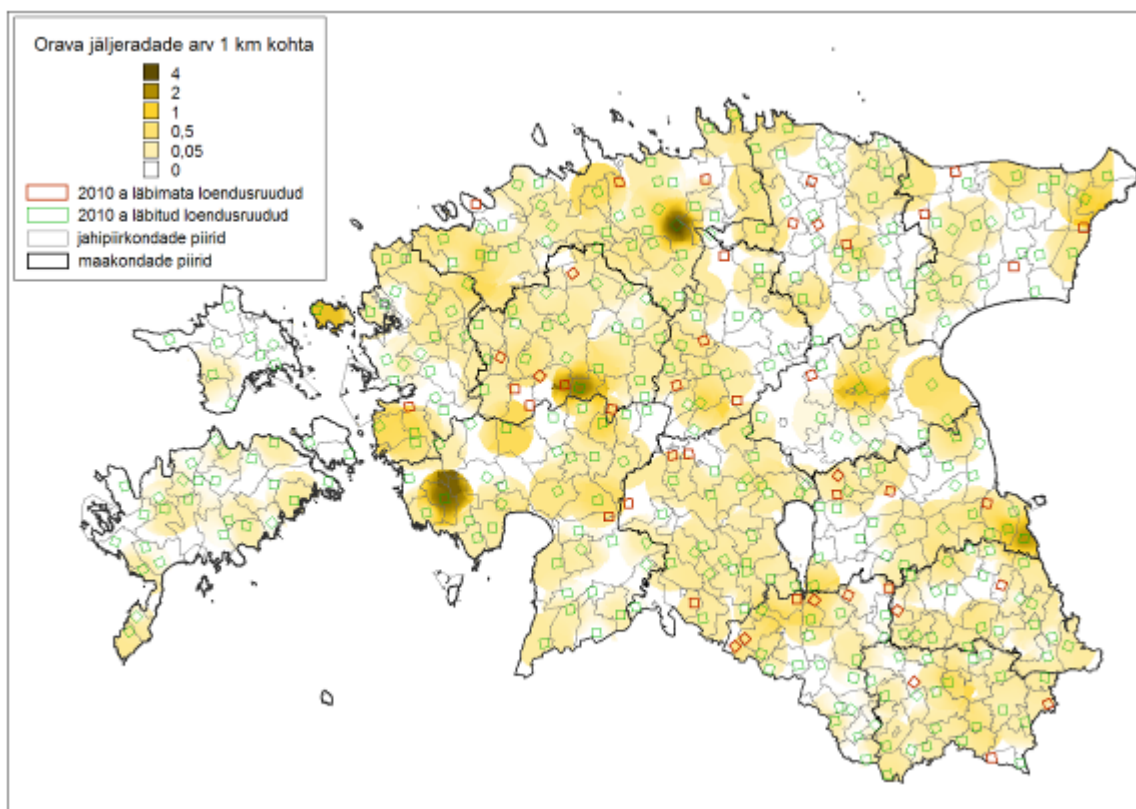 Orava jäljeradade arv 1 km kohta
4
2
1
0,5
0,05
0
2010 a läbimata loendusruudud
2010 a läbitud loendusruudud
jahipiirkondade piirid
maakondade piirid